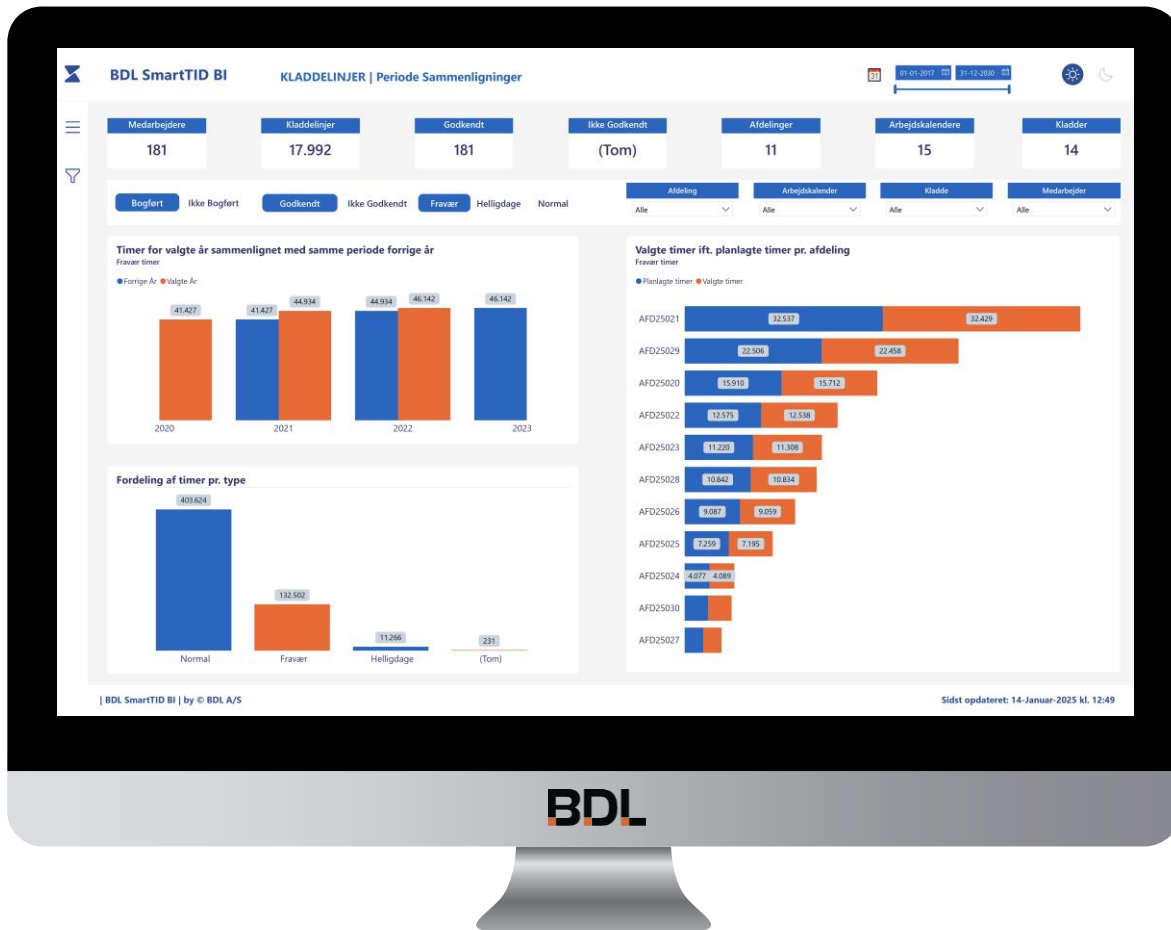 BDL SmartTID BI
KLADDELINJER | Periode Sammenligninger
31
01-01-2017
31-12-2030
Medarbejdere
181
Kladdelinjer
17.992
Godkendt
181
Ikke Godkendt
(Tom)
Afdelinger
11
Arbejdskalendere
15
Kladder
14
Bogført Ikke Bogført Godkendt Ikke Godkendt Fravær Helligdage Normal
Afdeling
Alle
Arbejdskalender
Alle
Kladde
Alle
Medarbejder
Alle
Timer for valgte år sammenlignet med samme periode forrige år
Fravær timer
Forrige År Valgte År
41.427
41.427
44.934
44.934
46.142
46.142
2020 2021 2022 2023
Fordeling af timer pr. type
403.624
132.502
11.266
231
Normal Fravær Helligdage (Tom)
Valgte timer ift. planlagte timer pr. afdeling
Fravær timer
Planlagte timer Valgte timer
AFD25021 32.537 32.429
AFD25029 22.506 22.458
AFD25020 15.910 15.712
AFD25022 12.575 12.538
AFD25023 11.220 11.308
AFD25028 10.842 10.834
AFD25026 9.087 9.059
AFD25025 7.259 7.195
AFD25024 4.077 4.089
AFD25030
AFD25027
| BDL SmartTID BI | by © BDL A/S
Sidst opdateret: 14-Januar-2025 kl. 12:49
BDL